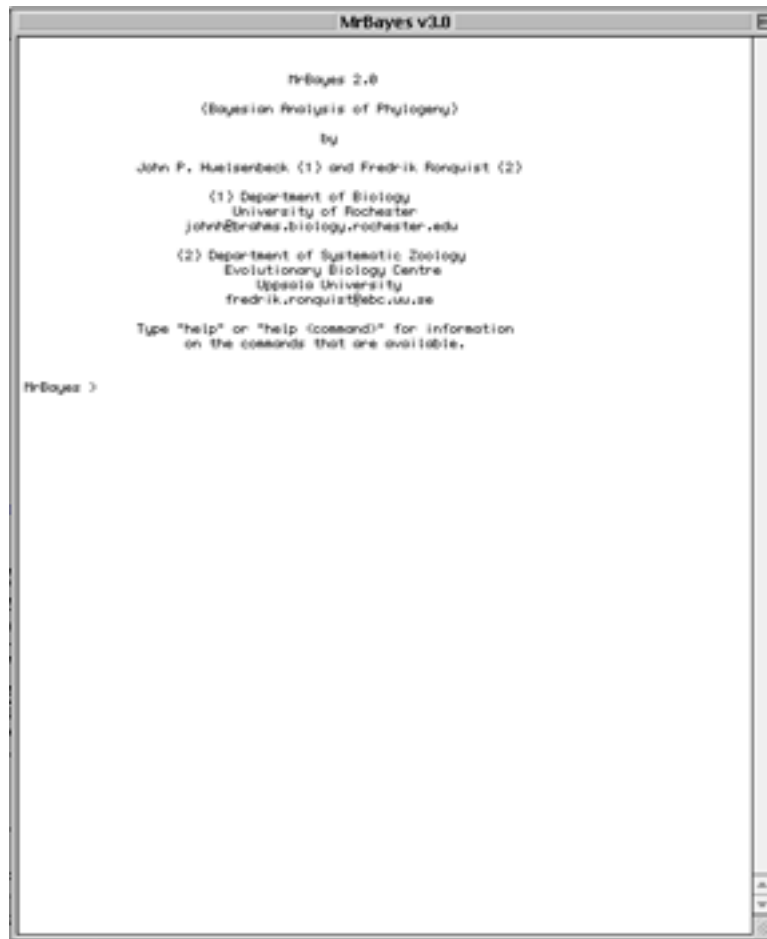 MrBayes v3.0
MrBayes 2.0
(Bayesian Analysis of Phylogeny)
by
John P. Huelsenbeck (1) and Fredrik Ronquist (2)
(1) Department of Biology
University of Rochester
johnh@brahms.biology.rochester.edu
(2) Department of Systematic Zoology
Evolutionary Biology Centre
Uppsala University
fredrik.ronquist@ebc.uu.se
Type "help" or "help <command>" for information
on the commands that are available.
MrBayes >